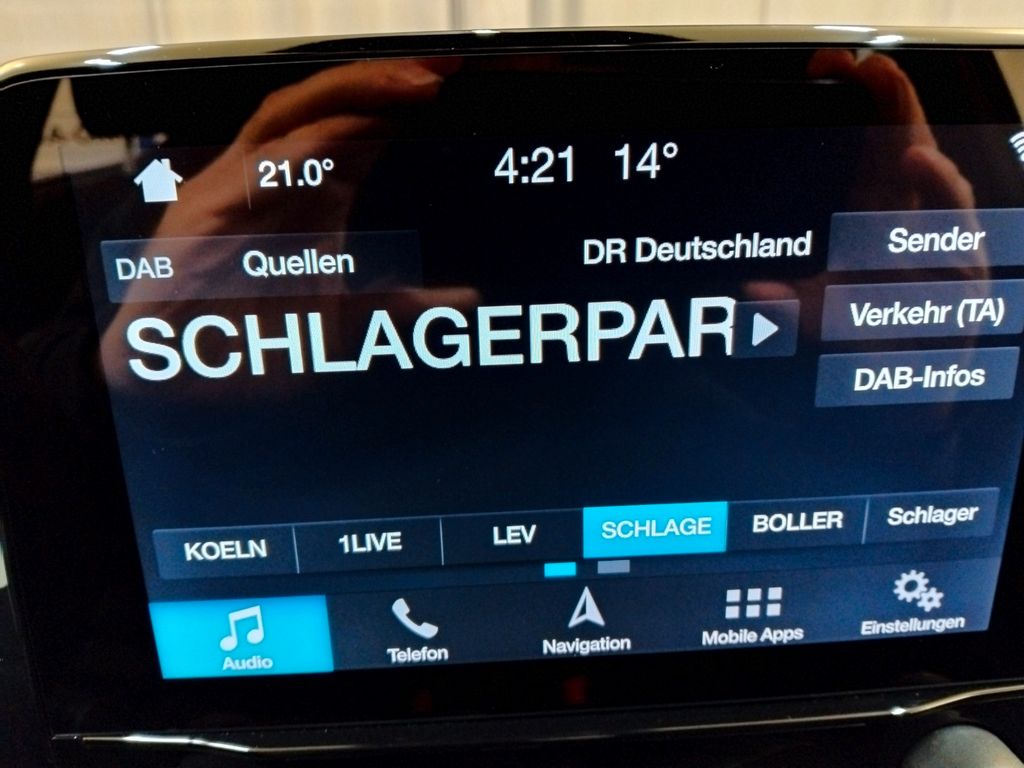 21.0° 4:21 14°
DAB Quellen DR Deutschland Sender
SCHLAGERPAR
Verkehr (TA)
DAB-Infos
KOELN 1LIVE LEV SCHLAGE BOLLER Schlager
Audio Telefon Navigation Mobile Apps Einstellungen